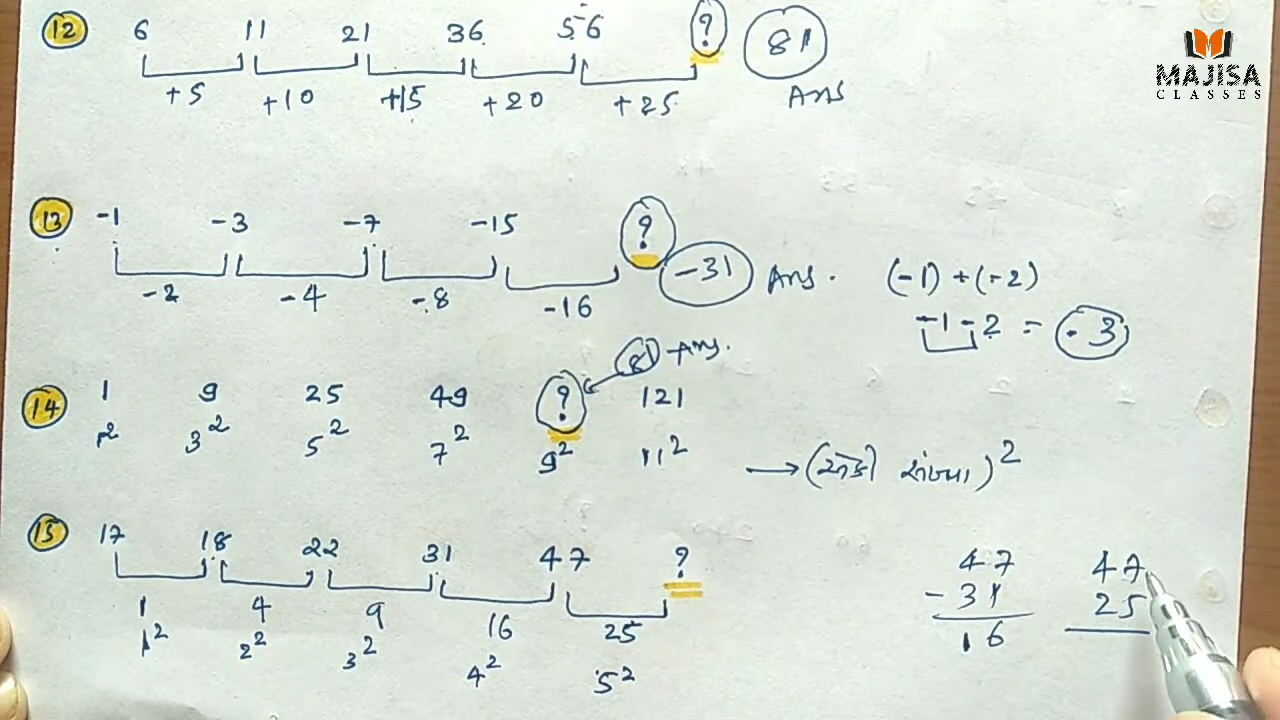 MAJISA
CLASSES
12 6 11 21 36 56 ? 81
+5 +10 +15 +20 +25 Ans
13 -1 -3 -7 -15 ? -31 Ans.
-2 -4 -8 -16
(-1) + (-2)
-1 -2 = -3
14 1 9 25 49 ? 121
81 Ans.
1² 3² 5² 7² 9² 11² → (એકી સંખ્યા)²
15 17 18 22 31 47 ?
1 4 9 16 25
1² 2² 3² 4² 5²
47
- 31
16
47
25